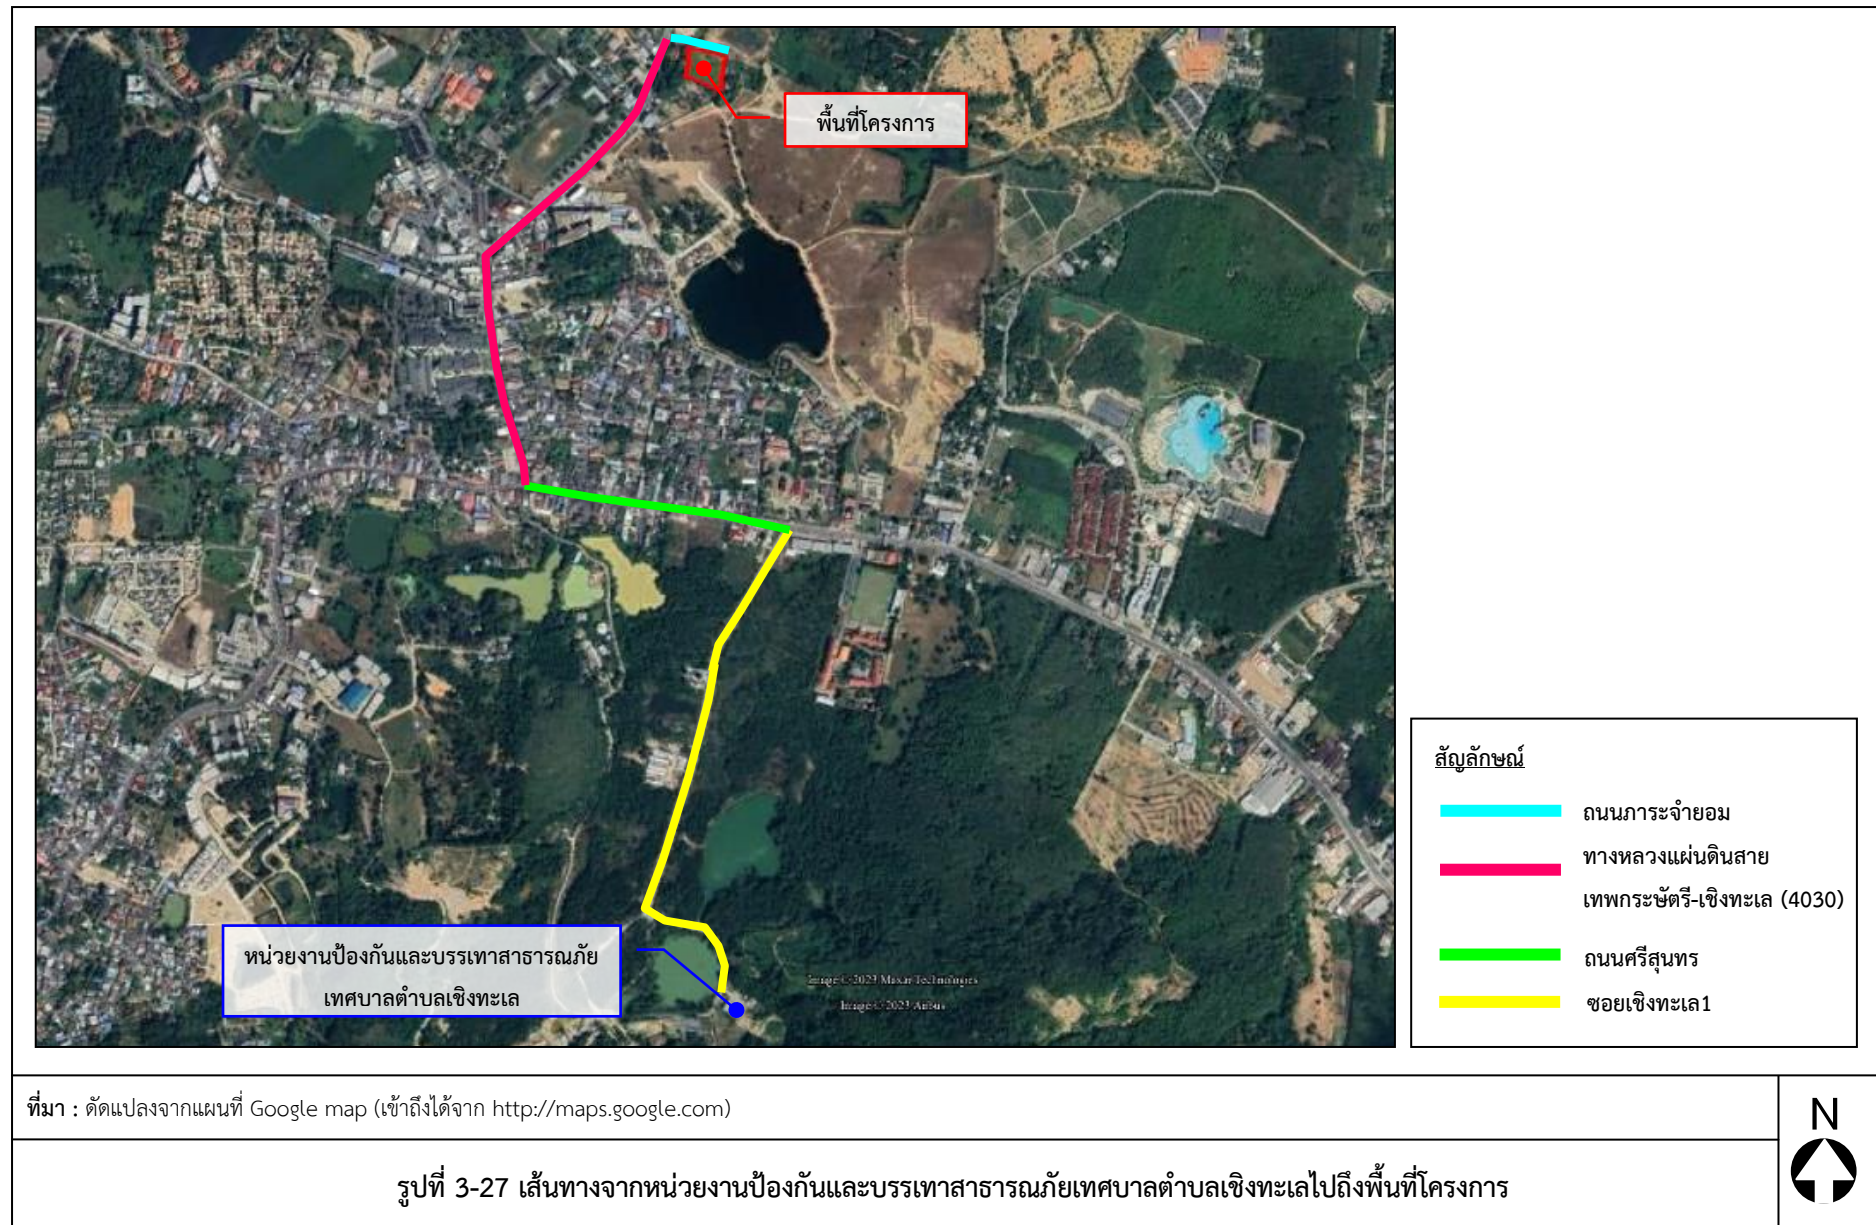 พื้นที่โครงการ
หน่วยงานป้องกันและบรรเทาสาธารณภัย
เทศบาลตำบลเชิงทะเล
Image © 2023 Maxar Technologies
Image © 2023 Airbus
สัญลักษณ์
ถนนภาระจำยอม
ทางหลวงแผ่นดินสาย
เทพกระษัตรี-เชิงทะเล (4030)
ถนนศรีสุนทร
ซอยเชิงทะเล1
ที่มา : ดัดแปลงจากแผนที่ Google map (เข้าถึงได้จาก http://maps.google.com)
N
รูปที่ 3-27 เส้นทางจากหน่วยงานป้องกันและบรรเทาสาธารณภัยเทศบาลตำบลเชิงทะเลไปถึงพื้นที่โครงการ